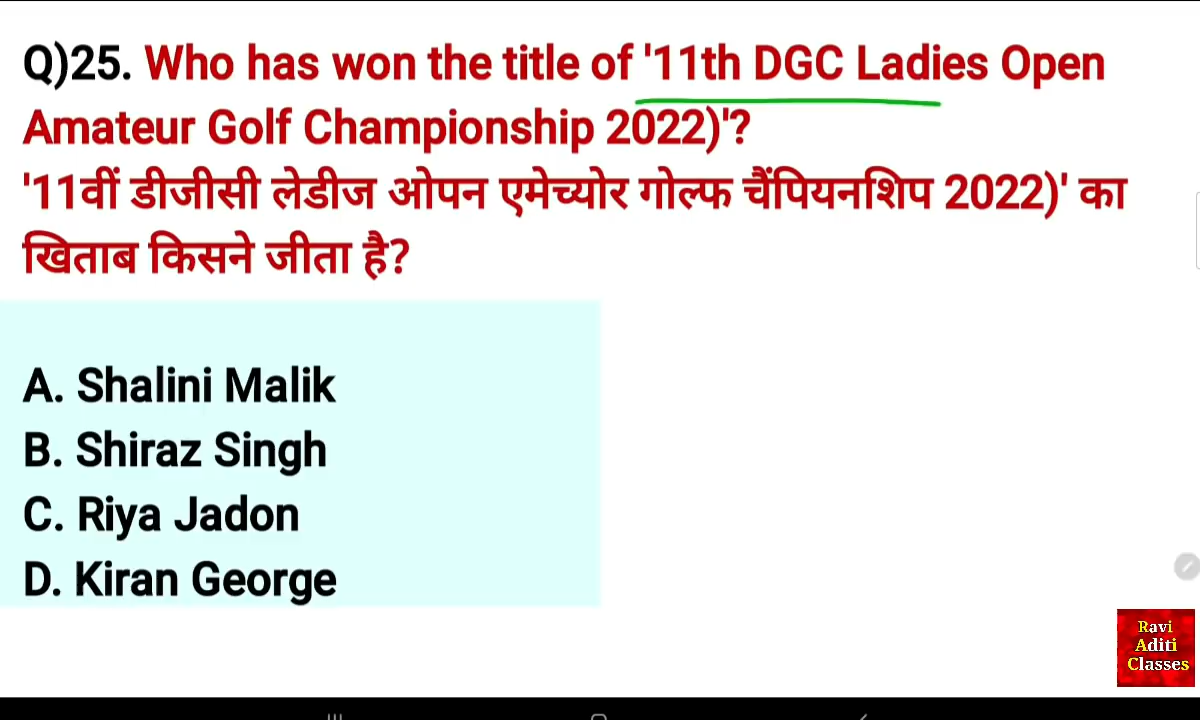 Q)25. Who has won the title of '11th DGC Ladies Open
Amateur Golf Championship 2022)'?
'11वीं डीजीसी लेडीज ओपन एमेच्योर गोल्फ चैंपियनशिप 2022)' का
खिताब किसने जीता है?
A. Shalini Malik
B. Shiraz Singh
C. Riya Jadon
D. Kiran George
Ravi
Aditi
Classes